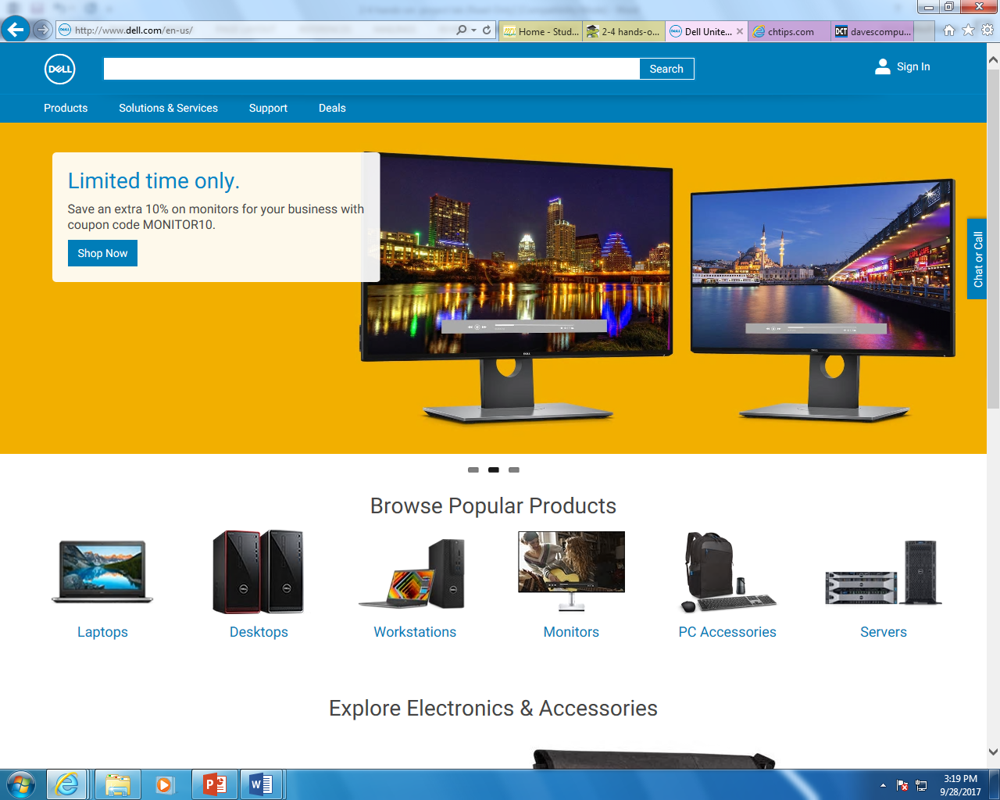 http://www.dell.com/en-us/
Home - Stud...
2-4 hands-o...
Dell Unite...
chtips.com
davescompu...
DELL
Search
Sign In
Products
Solutions & Services
Support
Deals
Limited time only.
Save an extra 10% on monitors for your business with
coupon code MONITOR10.
Shop Now
Chat or Call
Browse Popular Products
Laptops
Desktops
Workstations
Monitors
PC Accessories
Servers
Explore Electronics & Accessories
3:19 PM
9/28/2017